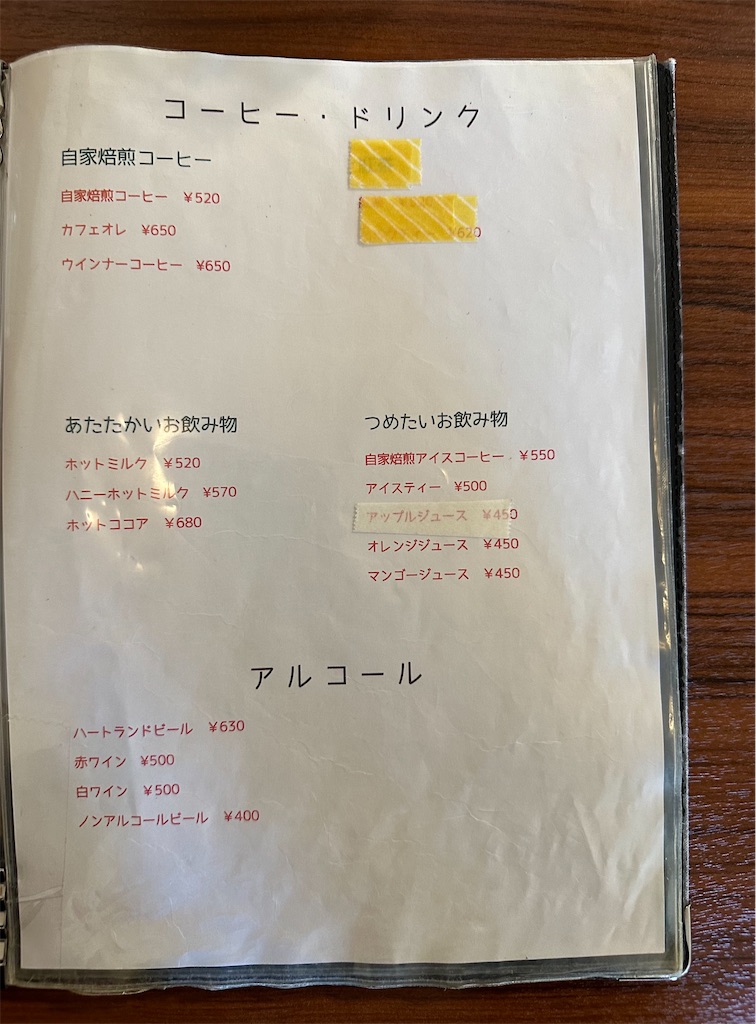 コーヒー・ドリンク
自家焙煎コーヒー
自家焙煎コーヒー ¥520
カフェオレ ¥650
ウインナーコーヒー ¥650
¥620
あたたかいお飲み物
ホットミルク ¥520
ハニーホットミルク ¥570
ホットココア ¥680
つめたいお飲み物
自家焙煎アイスコーヒー ¥550
アイスティー ¥500
アップルジュース ¥450
オレンジジュース ¥450
マンゴージュース ¥450
アルコール
ハートランドビール ¥630
赤ワイン ¥500
白ワイン ¥500
ノンアルコールビール ¥400